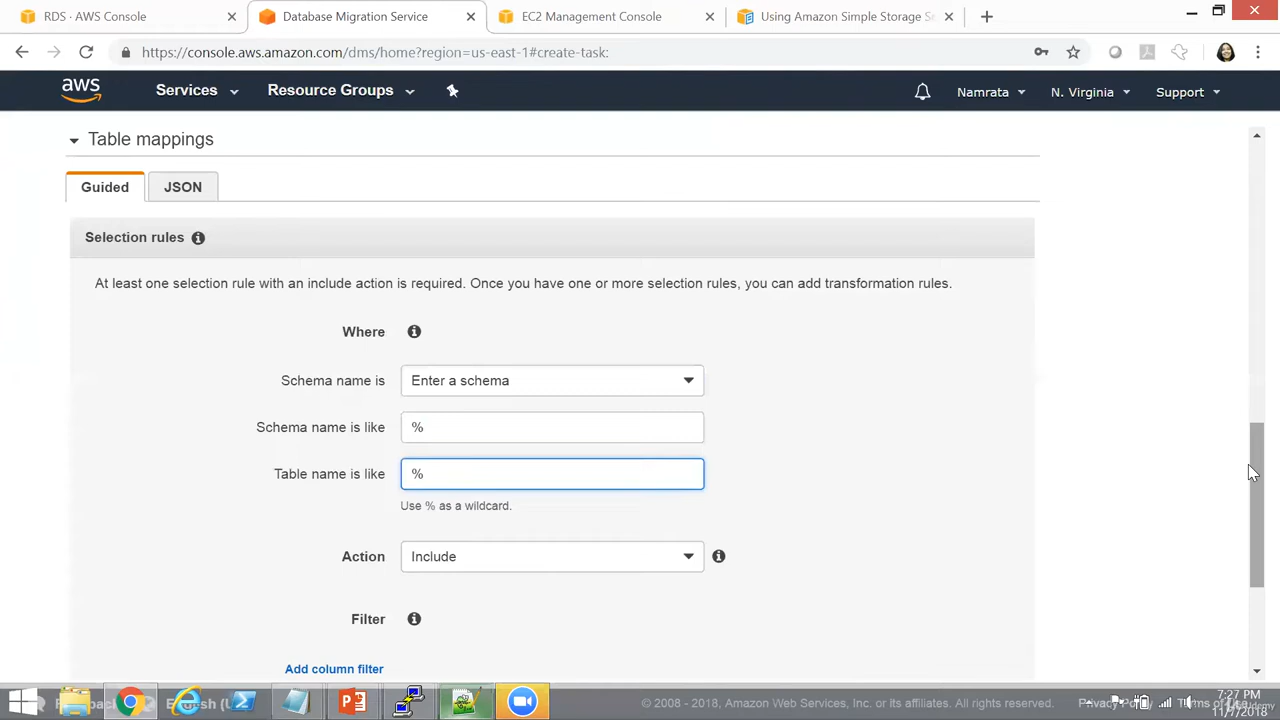 RDS · AWS Console
Database Migration Service
EC2 Management Console
Using Amazon Simple Storage Se
https://console.aws.amazon.com/dms/home?region=us-east-1#create-task:
aws
Services
Resource Groups
Namrata
N. Virginia
Support
Table mappings
Guided
JSON
Selection rules
At least one selection rule with an include action is required. Once you have one or more selection rules, you can add transformation rules.
Where
Schema name is
Enter a schema
Schema name is like
%
Table name is like
%
Use % as a wildcard.
Action
Include
Filter
Add column filter
© 2008 - 2018, Amazon Web Services, Inc. or its affiliates. All rights reserved.
7:27 PM
11/7/2018